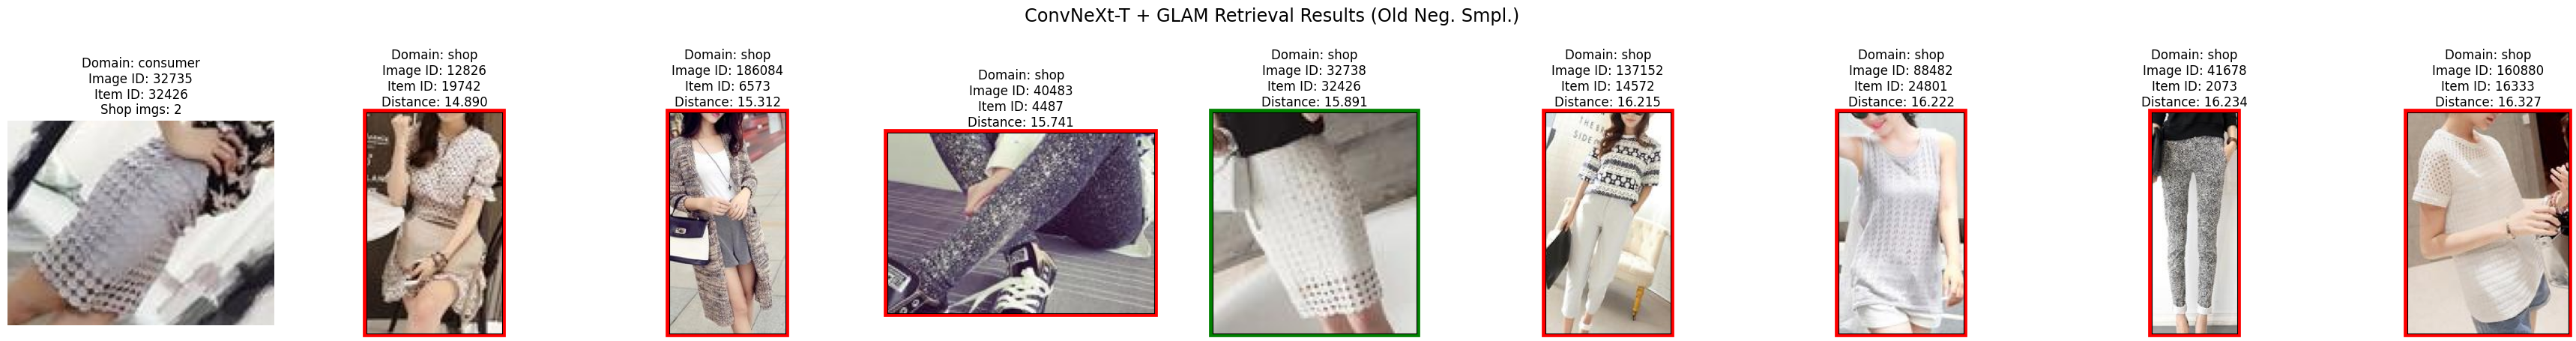 ConvNeXt-T + GLAM Retrieval Results (Old Neg. Smpl.)
Domain: consumer
Image ID: 32735
Item ID: 32426
Shop imgs: 2
Domain: shop
Image ID: 12826
Item ID: 19742
Distance: 14.890
Domain: shop
Image ID: 186084
Item ID: 6573
Distance: 15.312
Domain: shop
Image ID: 40483
Item ID: 4487
Distance: 15.741
Domain: shop
Image ID: 32738
Item ID: 32426
Distance: 15.891
Domain: shop
Image ID: 137152
Item ID: 14572
Distance: 16.215
THE
SIDE
Domain: shop
Image ID: 88482
Item ID: 24801
Distance: 16.222
Domain: shop
Image ID: 41678
Item ID: 2073
Distance: 16.234
Domain: shop
Image ID: 160880
Item ID: 16333
Distance: 16.327